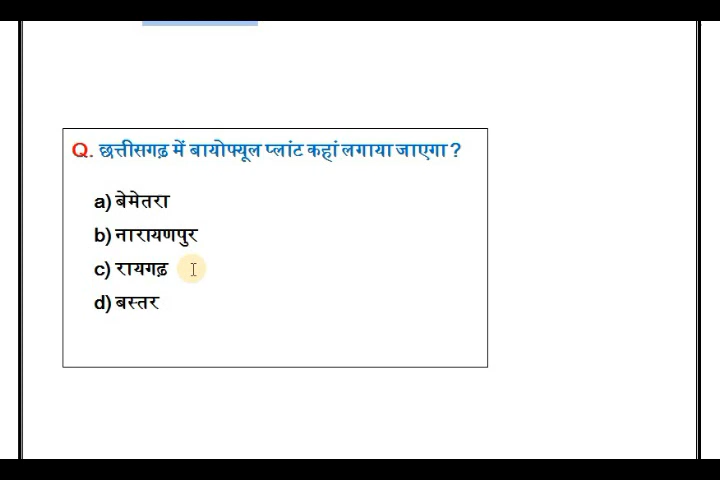 Q. छत्तीसगढ़ में बायोफ्यूल प्लांट कहां लगाया जाएगा ?
a) बेमेतरा
b) नारायणपुर
c) रायगढ़
d) बस्तर